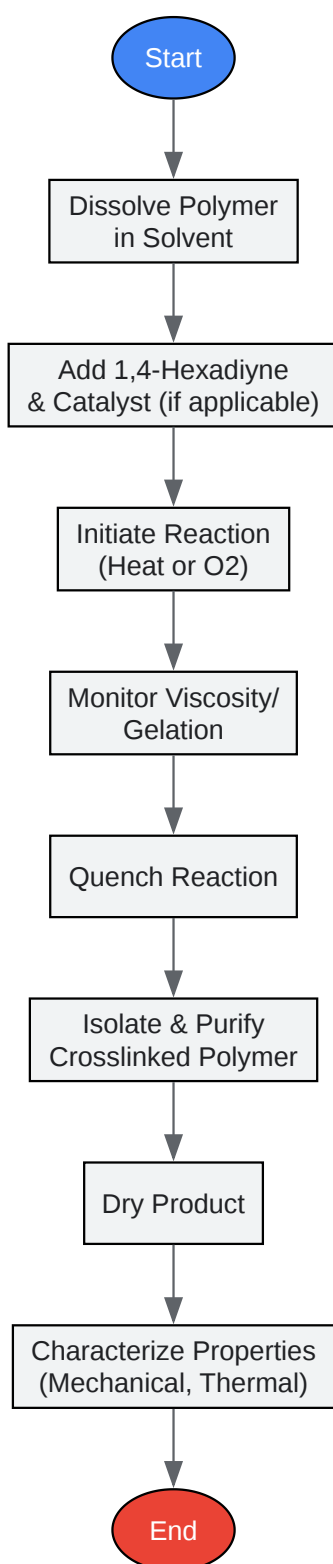 Start
Dissolve Polymer
in Solvent
Add 1,4-Hexadiyne
& Catalyst (if applicable)
Initiate Reaction
(Heat or O2)
Monitor Viscosity/
Gelation
Quench Reaction
Isolate & Purify
Crosslinked Polymer
Dry Product
Characterize Properties
(Mechanical, Thermal)
End